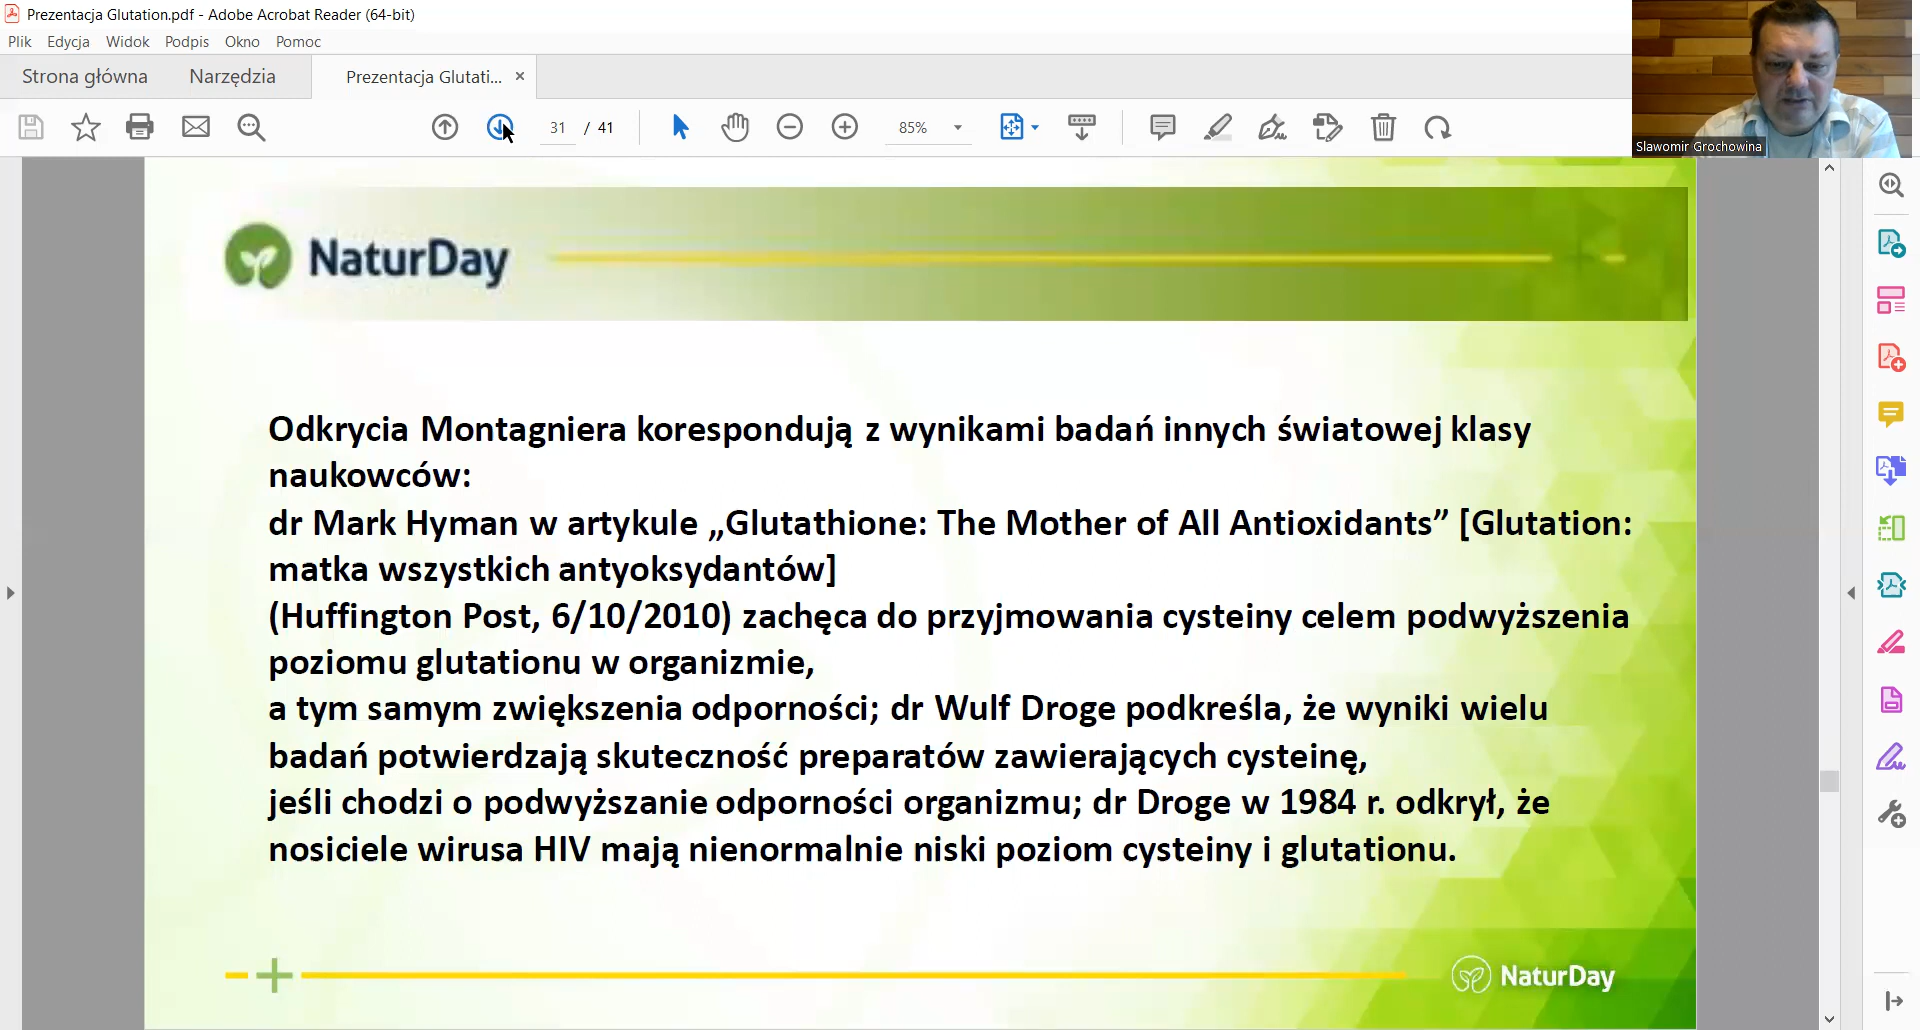 Prezentacja Glutation.pdf - Adobe Acrobat Reader (64-bit)
Plik Edycja Widok Podpis Okno Pomoc
Strona główna Narzędzia Prezentacja Glutati... ×
31 / 41 85%
Slawomir Grochowina
NaturDay
Odkrycia Montagniera korespondują z wynikami badań innych światowej klasy
naukowców:
dr Mark Hyman w artykule „Glutathione: The Mother of All Antioxidants” [Glutation:
matka wszystkich antyoksydantów]
(Huffington Post, 6/10/2010) zachęca do przyjmowania cysteiny celem podwyższenia
poziomu glutationu w organizmie,
a tym samym zwiększenia odporności; dr Wulf Droge podkreśla, że wyniki wielu
badań potwierdzają skuteczność preparatów zawierających cysteinę,
jeśli chodzi o podwyższanie odporności organizmu; dr Droge w 1984 r. odkrył, że
nosiciele wirusa HIV mają nienormalnie niski poziom cysteiny i glutationu.
NaturDay